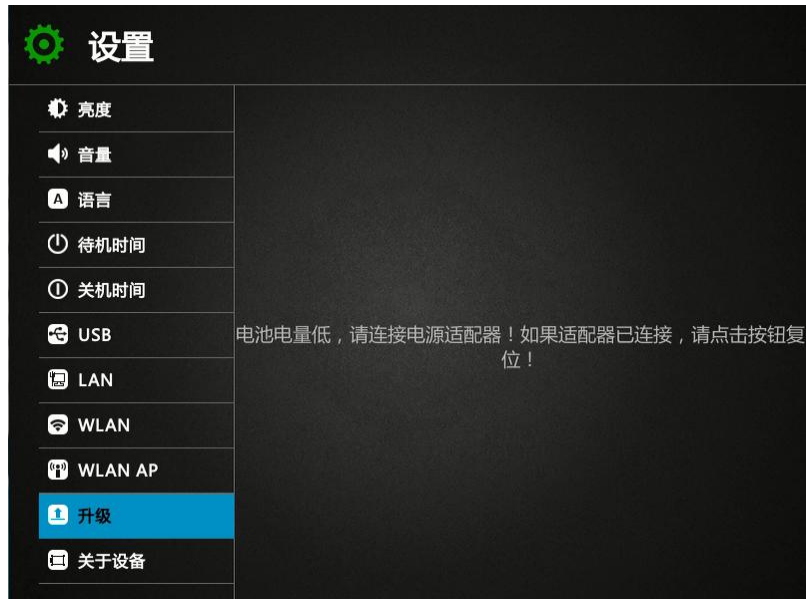 设置
亮度
音量
A 语言
待机时间
关机时间
USB
LAN
WLAN
WLAN AP
升级
关于设备
电池电量低，请连接电源适配器！如果适配器已连接，请点击按钮复
位！